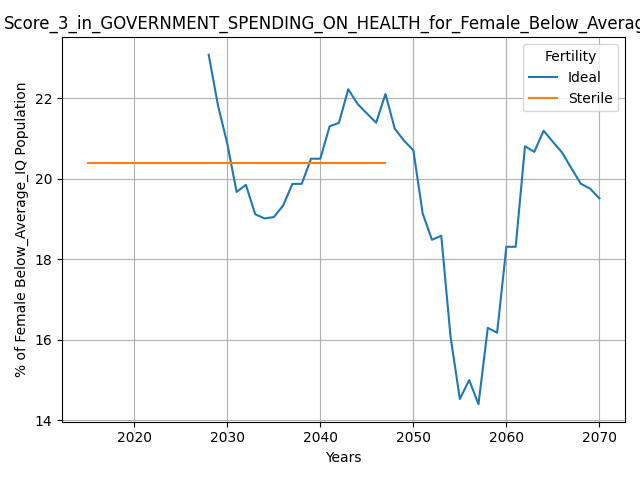 Score_3_in_GOVERNMENT_SPENDING_ON_HEALTH_for_Female_Below_Averag
Fertility
Ideal
Sterile
% of Female Below_Average_IQ Population
22
20
18
16
14
2020 2030 2040 2050 2060 2070
Years